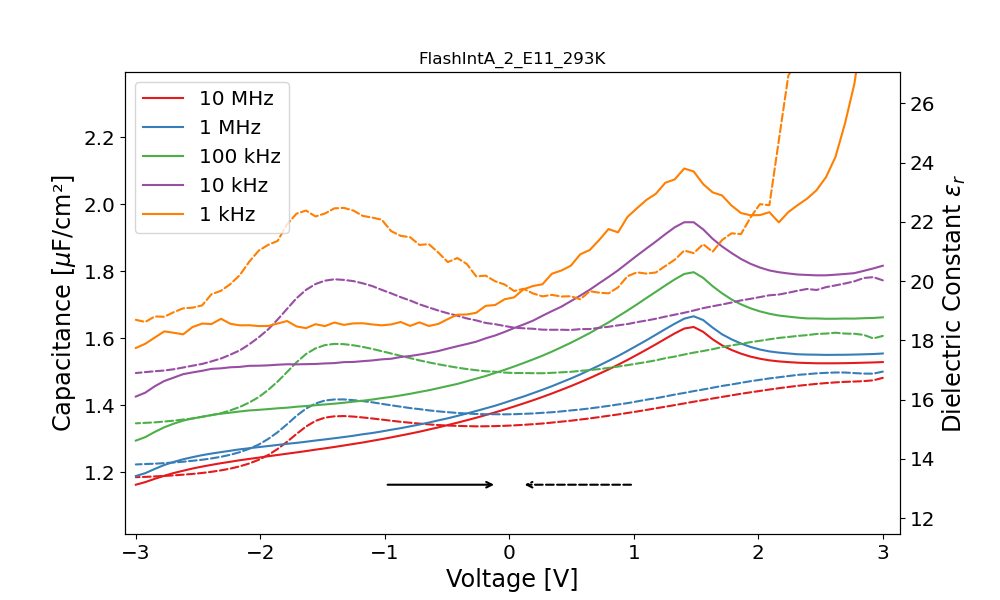 FlashIntA_2_E11_293K
10 MHz
1 MHz
100 kHz
10 kHz
1 kHz
Capacitance [μF/cm²]
2.2
2.0
1.8
1.6
1.4
1.2
26
24
22
20
18
16
14
12
Dielectric Constant εr
−3 −2 −1 0 1 2 3
Voltage [V]